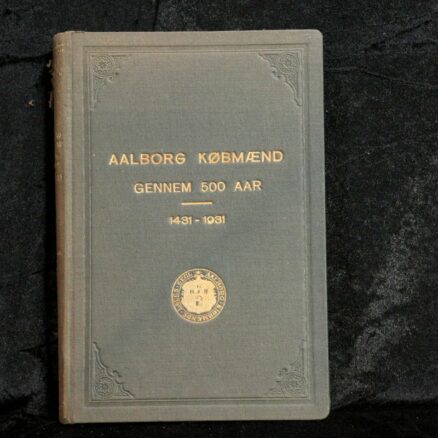 AALBORG KØBMÆND
GENNEM 500 AAR
1431 - 1931